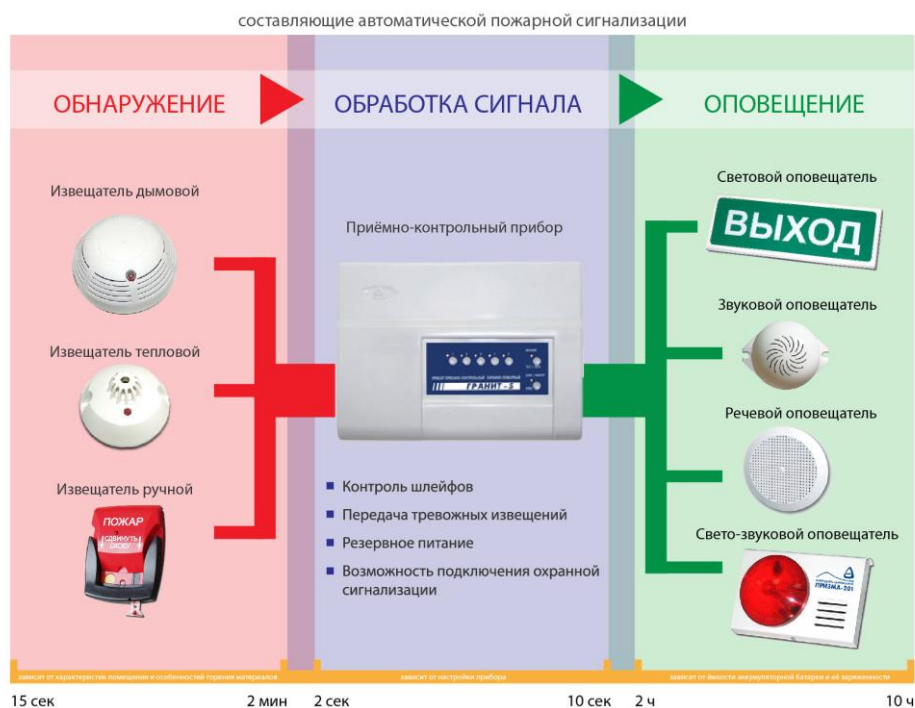 составляющие автоматической пожарной сигнализации
ОБНАРУЖЕНИЕ
ОБРАБОТКА СИГНАЛА
ОПОВЕЩЕНИЕ
Извещатель дымовой
Извещатель тепловой
Извещатель ручной
ПОЖАР
СДВИНУТЬ
СКОБУ
Приёмно-контрольный прибор
ГРАНИТ-5
Контроль шлейфов
Передача тревожных извещений
Резервное питание
Возможность подключения охранной
сигнализации
Световой оповещатель
ВЫХОД
Звуковой оповещатель
Речевой оповещатель
Свето-звуковой оповещатель
ПРИЗМА-201
зависит от характеристик помещения и особенностей горения материалов
зависит от настройки прибора
зависит от ёмкости аккумуляторной батареи и её заряженности
15 сек
2 мин
2 сек
10 сек
2 ч
10 ч